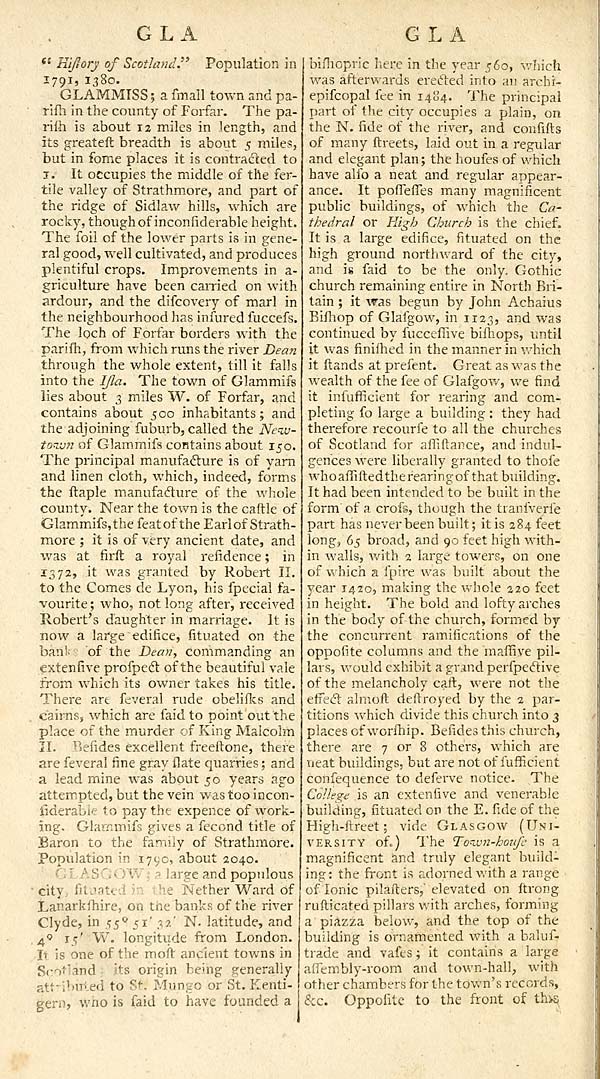 GLA
GLA
“ Hiſtory of Scotland.” Population in
1791, 1380.
GLAMMISS; a ſmall town and pa-
riſh in the county of Forfar. The pa-
riſh is about 12 miles in length, and
its greateſt breadth is about 5 miles,
but in ſome places it is contracted to
1. It occupies the middle of the fer-
tile valley of Strathmore, and part of
the ridge of Sidlaw hills, which are
rocky, though of inconſiderable height.
The ſoil of the lower parts is in gene-
ral good, well cultivated, and produces
plentiful crops. Improvements in a-
griculture have been carried on with
ardour, and the diſcovery of marl in
the neighbourhood has inſured ſucceſs.
The loch of Forfar borders with the
pariſh, from which runs the river Dean
through the whole extent, till it falls
into the Iſla. The town of Glammiſs
lies about 3 miles W. of Forfar, and
contains about 500 inhabitants; and
the adjoining ſuburb, called the New-
town of Glammiſs contains about 150.
The principal manufacture is of yarn
and linen cloth, which, indeed, forms
the ſtaple manufacture of the whole
county. Near the town is the caſtle of
Glammiſs, the ſeat of the Earl of Strath-
more; it is of very ancient date, and
was at firſt a royal reſidence; in
1372, it was granted by Robert II.
to the Comes de Lyon, his ſpecial fa-
vourite; who, not long after, received
Robert's daughter in marriage. It is
now a large edifice, ſituated on the
banks of the Dean, commanding an
extenſive proſpect of the beautiful vale
from which its owner takes his title.
There are ſeveral rude obeliſks and
cairns, which are ſaid to point out the
place of the murder of King Malcolm
II. Beſides excellent freeſtone, there
are ſeveral fine gray ſlate quarries; and
a lead mine was about 50 years ago
attempted, but the vein was too incon-
ſiderable to pay the expence of work-
ing. Glammiſs gives a ſecond title of
Baron to the family of Strathmore.
Population in 1790, about 2040.
GLASGOW; a large and populous
city, ſituated in the Nether Ward of
Lanarkſhire, on the banks of the river
Clyde, in 55° 51′ 32′ N. latitude, and
4° 15′ W. longitude from London.
It is one of the moſt ancient towns in
Scotland: its origin being generally
attributed to St. Mungo or St. Kenti-
gern, who is ſaid to have founded a
biſhopric here in the year 560, which
was afterwards erected into an archi-
epiſcopal ſee in 1484. The principal
part of the city occupies a plain, on
the N. ſide of the river, and conſiſts
of many ſtreets, laid out in a regular
and elegant plan; the houſes of which
have alſo a neat and regular appear-
ance. It poſſeſſes many magnificent
public buildings, of which the Ca-
thedral or High Church is the chief.
It is a large edifice, ſituated on the
high ground northward of the city,
and is ſaid to be the only. Gothic
church remaining entire in North Bri-
tain; it was begun by John Achaius
Biſhop of Glaſgow, in 1123, and was
continued by ſucceſſive biſhops, until
it was finiſhed in the manner in which
it ſtands at preſent. Great as was the
wealth of the ſee of Glaſgow, we find
it inſufficient for rearing and com-
pleting ſo large a building: they had
therefore recourſe to all the churches
of Scotland for aſſiſtance, and indul-
gences were liberally granted to thoſe
who aſſiſted the rearing of that building.
It had been intended to be built in the
form of a croſs, though the tranſverſe
part has never been built; it is 284 feet
long, 65 broad, and 90 feet high with-
in walls, with 2 large towers, on one
of which a ſpire was built about the
year 1420, making the whole 220 feet
in height. The bold and lofty arches
in the body of the church, formed by
the concurrent ramifications of the
oppoſite columns and the maſſive pil-
lars, would exhibit a grand perſpective
of the melancholy caſt, were not the
effect almoſt deſtroyed by the 2 par-
titions which divide this church into 3
places of worſhip. Beſides this church,
there are 7 or 8 others, which are
neat buildings, but are not of ſufficient
conſequence to deſerve notice. The
College is an extenſive and venerable
building, ſituated on the E. ſide of the
High-ſtreet; vide GLASGOW (UNI-
VERSITY of.) The Town-houſe is a
magnificent and truly elegant build-
ing: the front is adorned with a range
of Ionic pilaſters, elevated on ſtrong
ruſticated pillars with arches, forming
a piazza below, and the top of the
building is ornamented with a baluſ-
trade and vaſes; it contains a large
aſſembly-room and town-hall, with
other chambers for the town's records,
&c. Oppoſite to the front of this